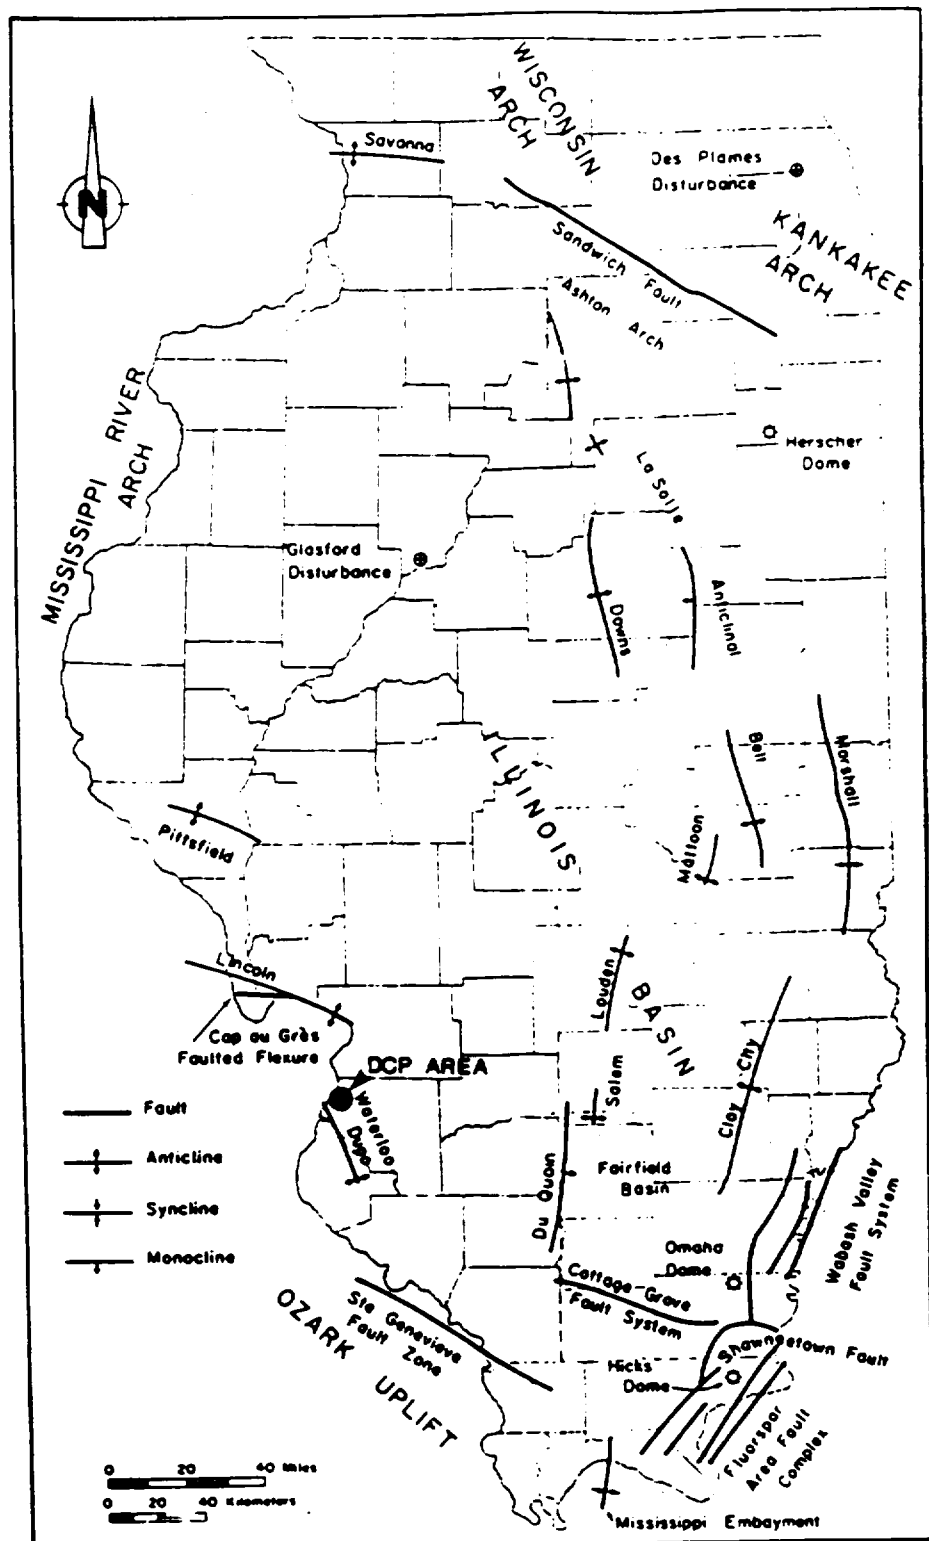 WISCONSIN
ARCH
Savanna
Des Plames
Disturbance
N
KANKAKEE
ARCH
Sandwich Fault
Ashton Arch
MISSISSIPPI RIVER
ARCH
Herscher
Dome
La Salle
Anticlinal
Glasford
Disturbance
Downs
ILLINOIS
BASIN
Bell
Marshall
Mattoon
Pittsfield
Lincoln
Cap au Grès
Faulted Flexure
Louden
Clay City
DCP AREA
Waterloo
Dupo
Salem
Fault
Anticline
Syncline
Monocline
Du Quoin
Fairfield
Basin
Wabash Valley
Fault System
Omaha
Dome
Cottage Grove
Fault System
Ste Genevieve
Fault Zone
OZARK
UPLIFT
Shawneetown Fault
Hicks
Dome
Fluorspar
Area Fault
Complex
0 20 40 Miles
0 20 40 Kilometers
Mississippi Embayment